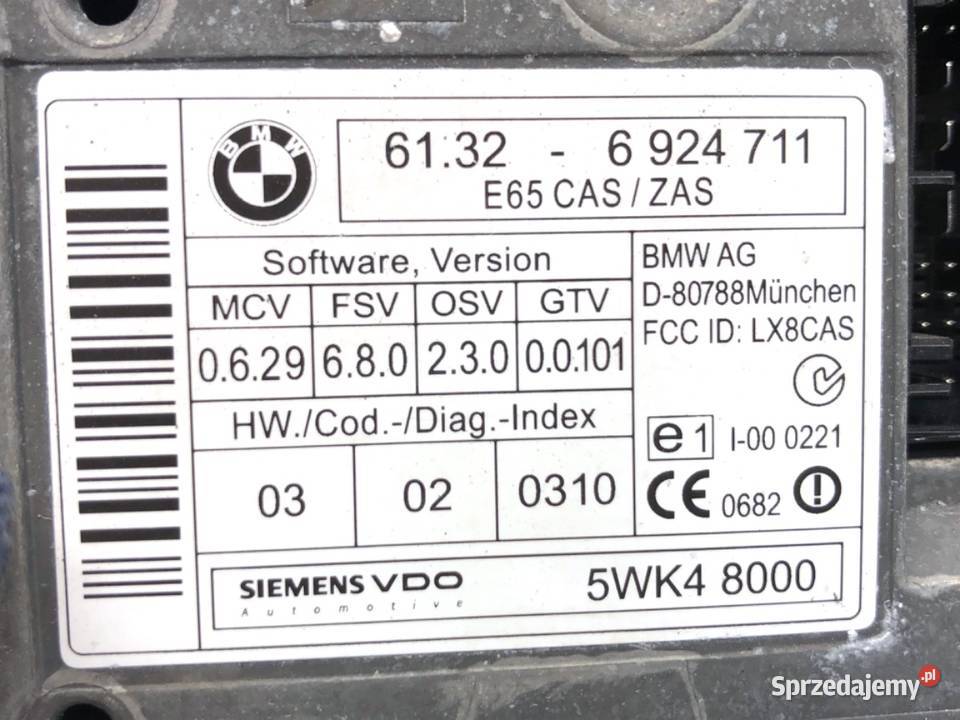 BMW
61.32 - 6 924 711
E65 CAS / ZAS
Software, Version
MCV FSV OSV GTV
0.6.29 6.8.0 2.3.0 0.0.101
HW./Cod.-/Diag.-Index
03 02 0310
BMW AG
D-80788München
FCC ID: LX8CAS
e1 I-00 0221
CE 0682
SIEMENS VDO
Automotive
5WK4 8000
Sprzedajemy.pl